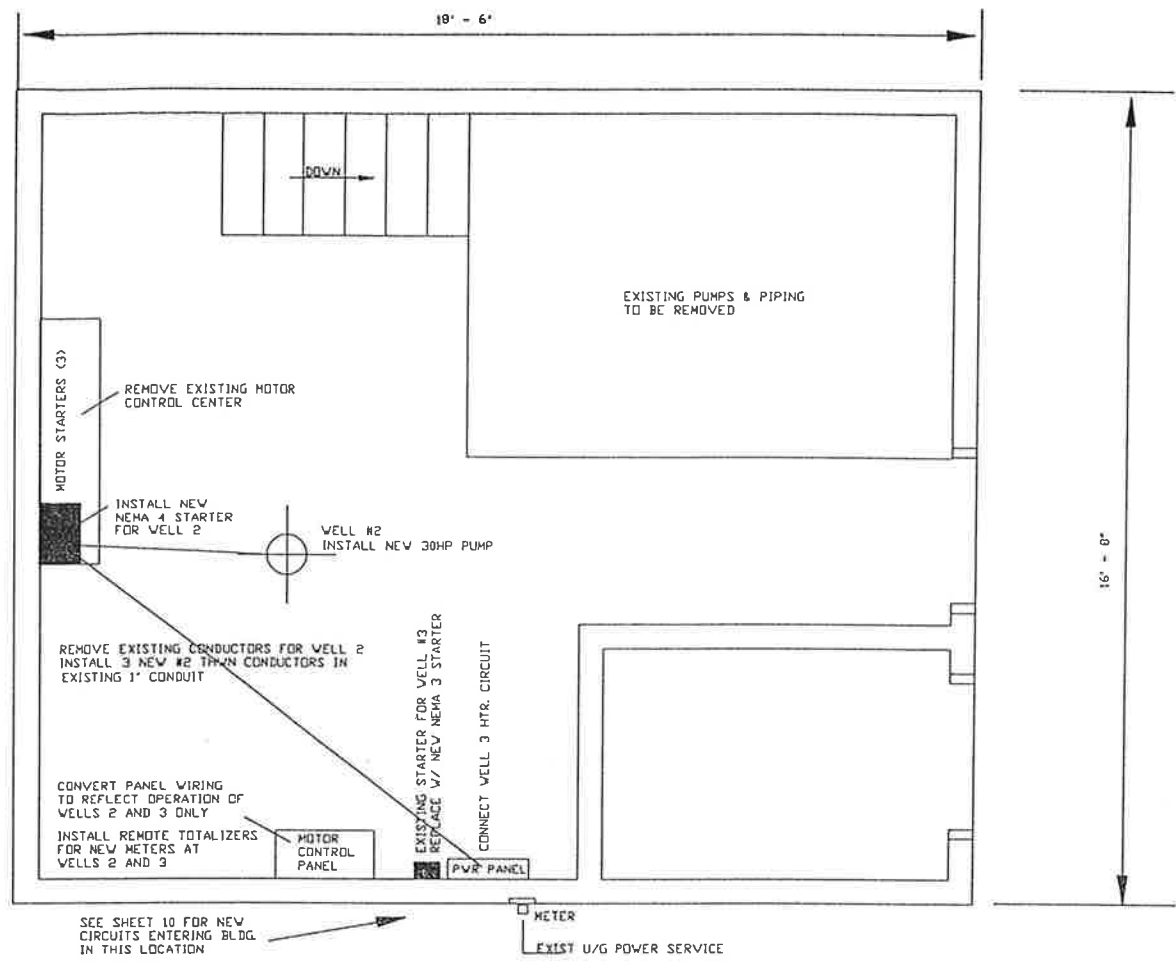 19' - 6'
DOWN
EXISTING PUMPS & PIPING
TO BE REMOVED
MOTOR STARTERS (3)
REMOVE EXISTING MOTOR
CONTROL CENTER
INSTALL NEW
NEMA 4 STARTER
FOR WELL 2
WELL #2
INSTALL NEW 30HP PUMP
16' - 8'
REMOVE EXISTING CONDUCTORS FOR WELL 2
INSTALL 3 NEW #2 THWN CONDUCTORS IN
EXISTING 1' CONDUIT
EXISTING STARTER FOR WELL #3
REPLACE W/ NEW NEMA 3 STARTER
CONNECT WELL 3 HTR. CIRCUIT
CONVERT PANEL WIRING
TO REFLECT OPERATION OF
WELLS 2 AND 3 ONLY
INSTALL REMOTE TOTALIZERS
FOR NEW METERS AT
WELLS 2 AND 3
MOTOR
CONTROL
PANEL
PWR PANEL
SEE SHEET 10 FOR NEW
CIRCUITS ENTERING BLDG.
IN THIS LOCATION
METER
EXIST U/G POWER SERVICE